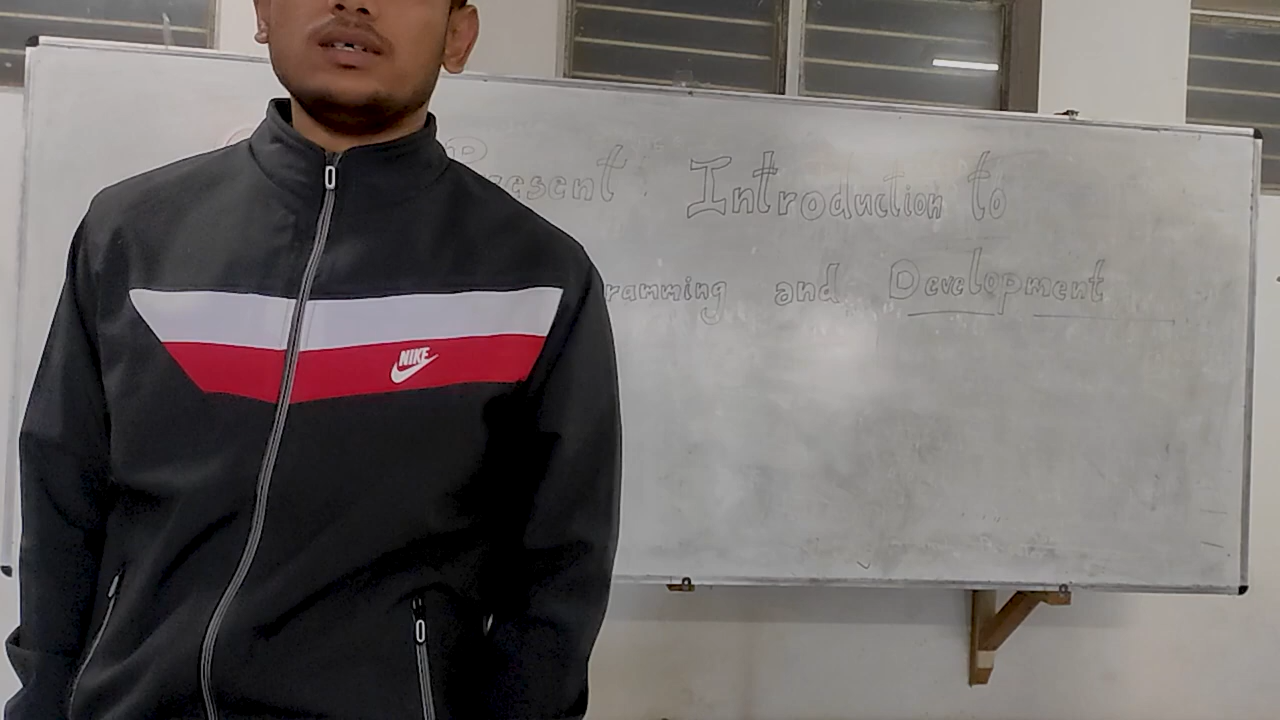 Present Introduction to
ramming and Development
NIKE